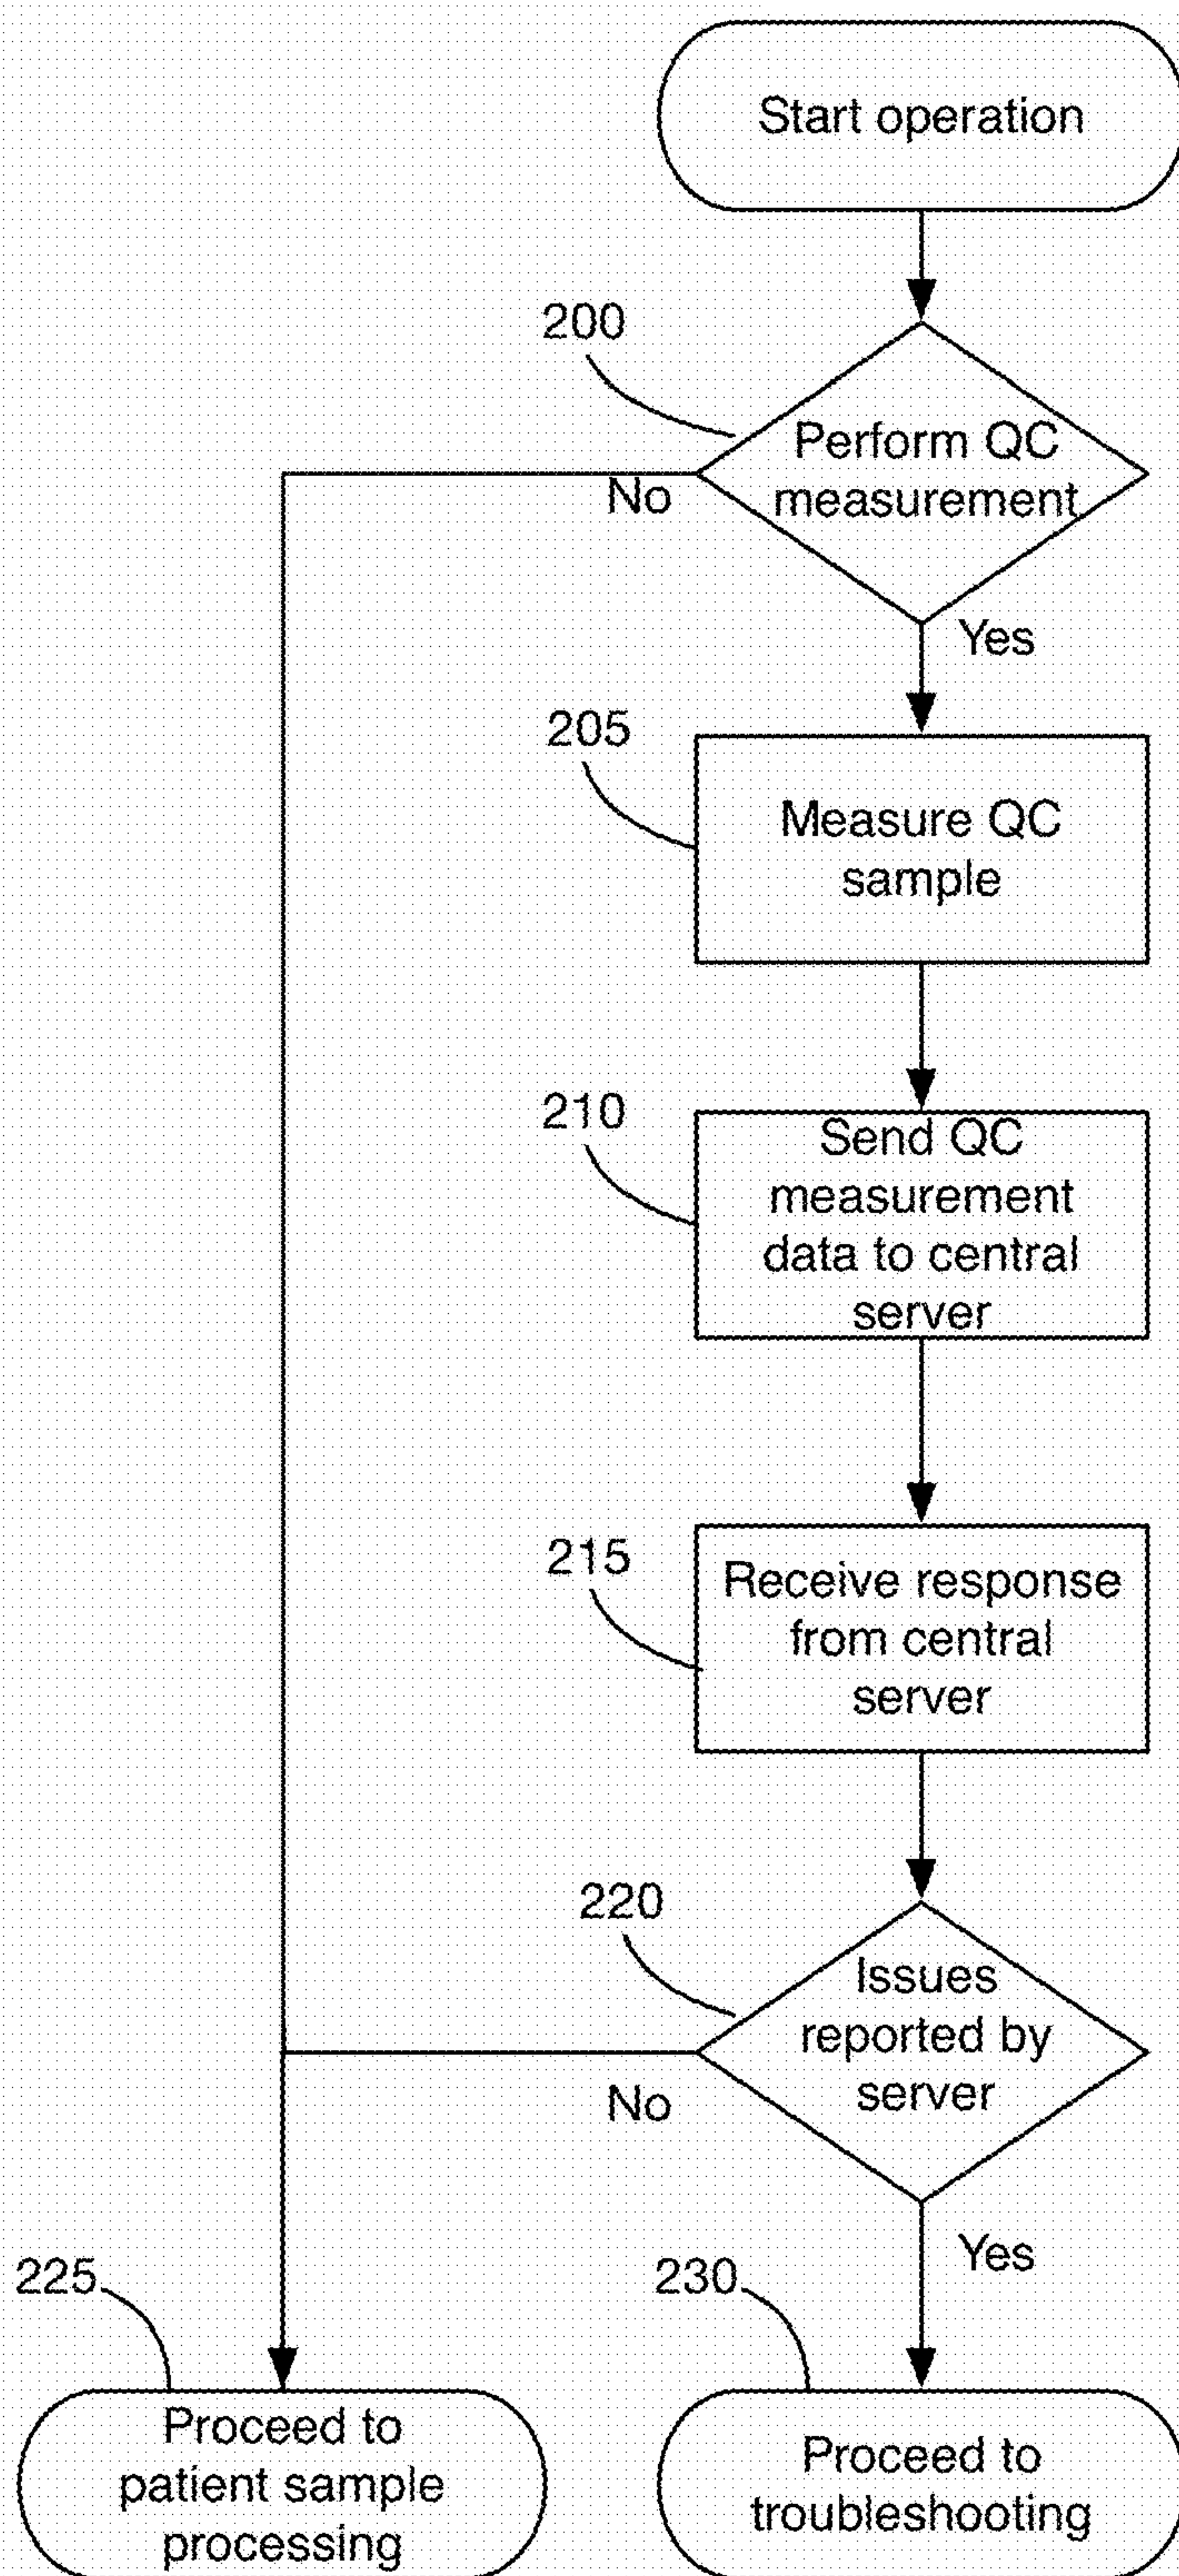 Start operation
200
Perform QC
measurement
No
Yes
205
Measure QC
sample
210
Send QC
measurement
data to central
server
215
Receive response
from central
server
220
Issues
reported by
server
No
Yes
225
230
Proceed to
patient sample
processing
Proceed to
troubleshooting